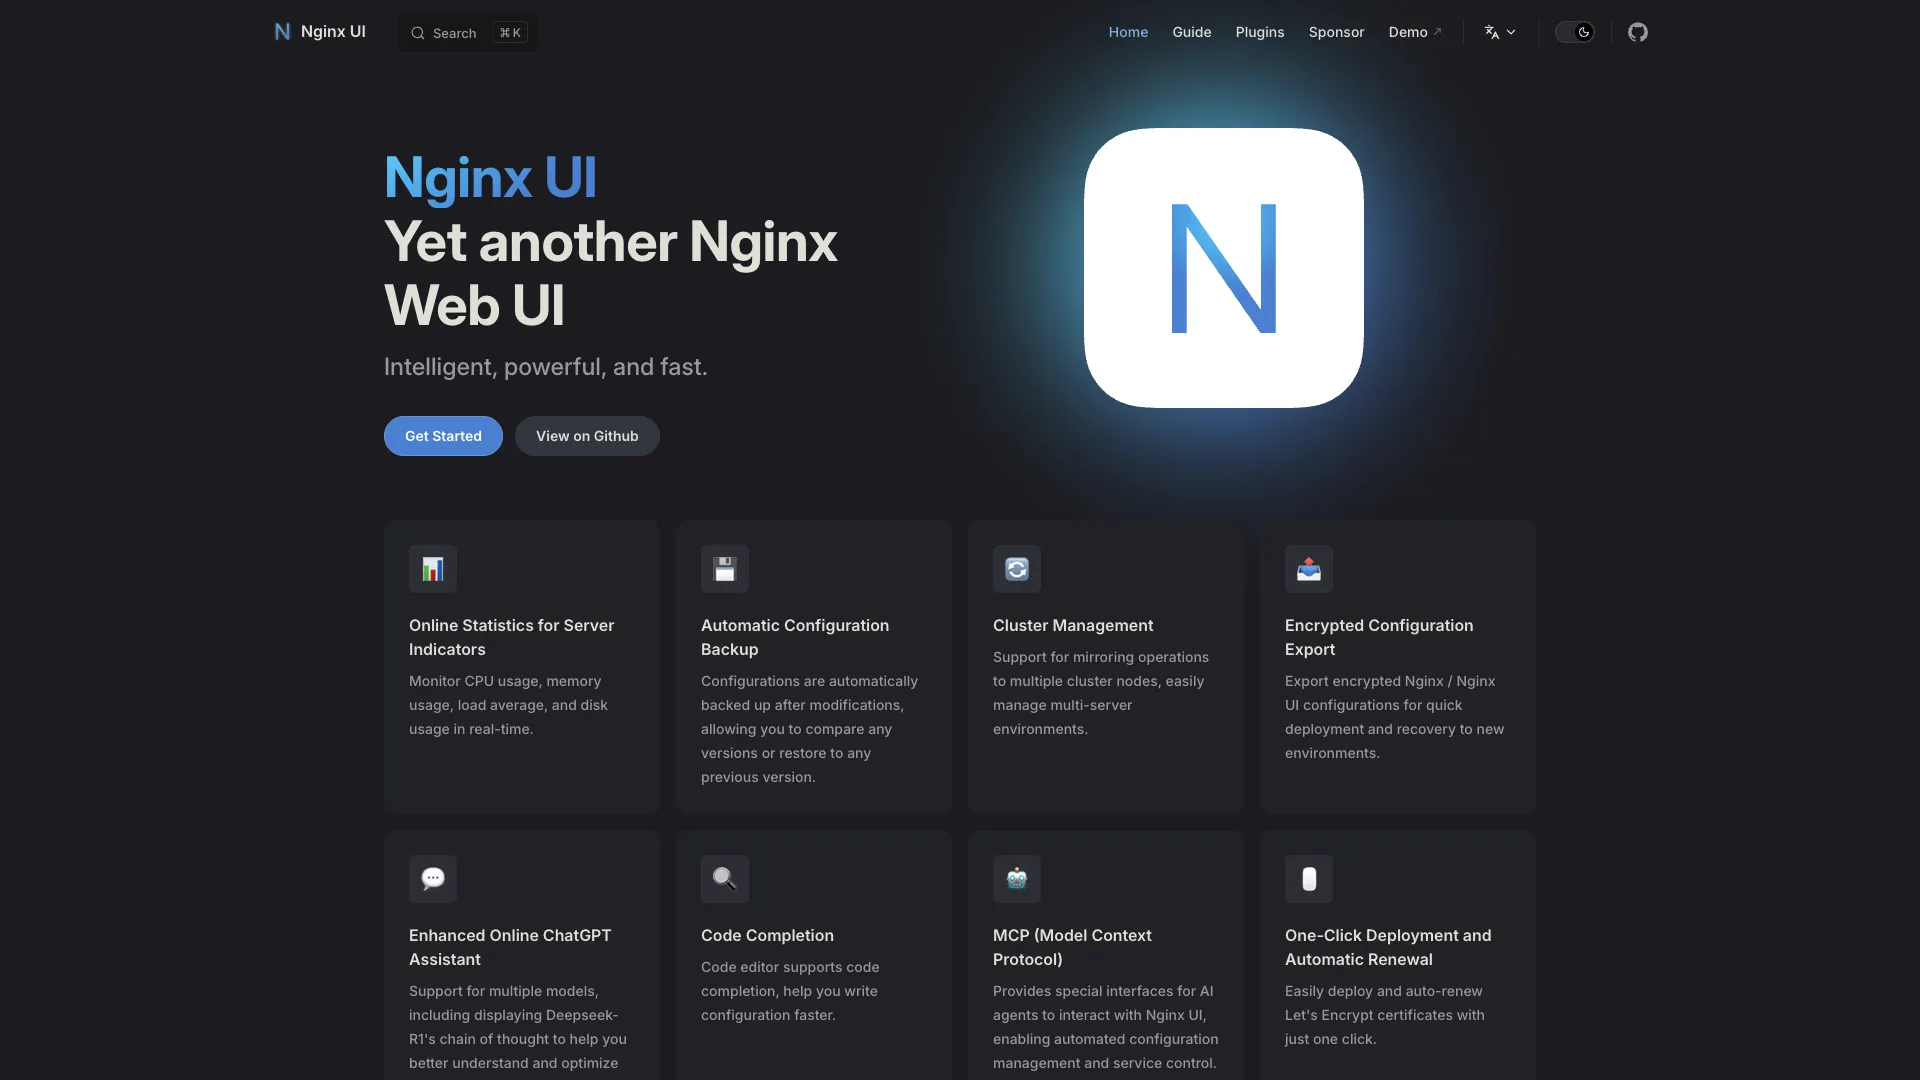 Nginx UI
Search
⌘ K
Home
Guide
Plugins
Sponsor
Demo
Nginx UI
Yet another Nginx
Web UI
Intelligent, powerful, and fast.
Get Started
View on Github
N
Online Statistics for Server
Indicators
Monitor CPU usage, memory
usage, load average, and disk
usage in real-time.
Automatic Configuration
Backup
Configurations are automatically
backed up after modifications,
allowing you to compare any
versions or restore to any
previous version.
Cluster Management
Support for mirroring operations
to multiple cluster nodes, easily
manage multi-server
environments.
Encrypted Configuration
Export
Export encrypted Nginx / Nginx
UI configurations for quick
deployment and recovery to new
environments.
Enhanced Online ChatGPT
Assistant
Support for multiple models,
including displaying Deepseek-
R1's chain of thought to help you
better understand and optimize
Code Completion
Code editor supports code
completion, help you write
configuration faster.
MCP (Model Context
Protocol)
Provides special interfaces for AI
agents to interact with Nginx UI,
enabling automated configuration
management and service control.
One-Click Deployment and
Automatic Renewal
Easily deploy and auto-renew
Let's Encrypt certificates with
just one click.